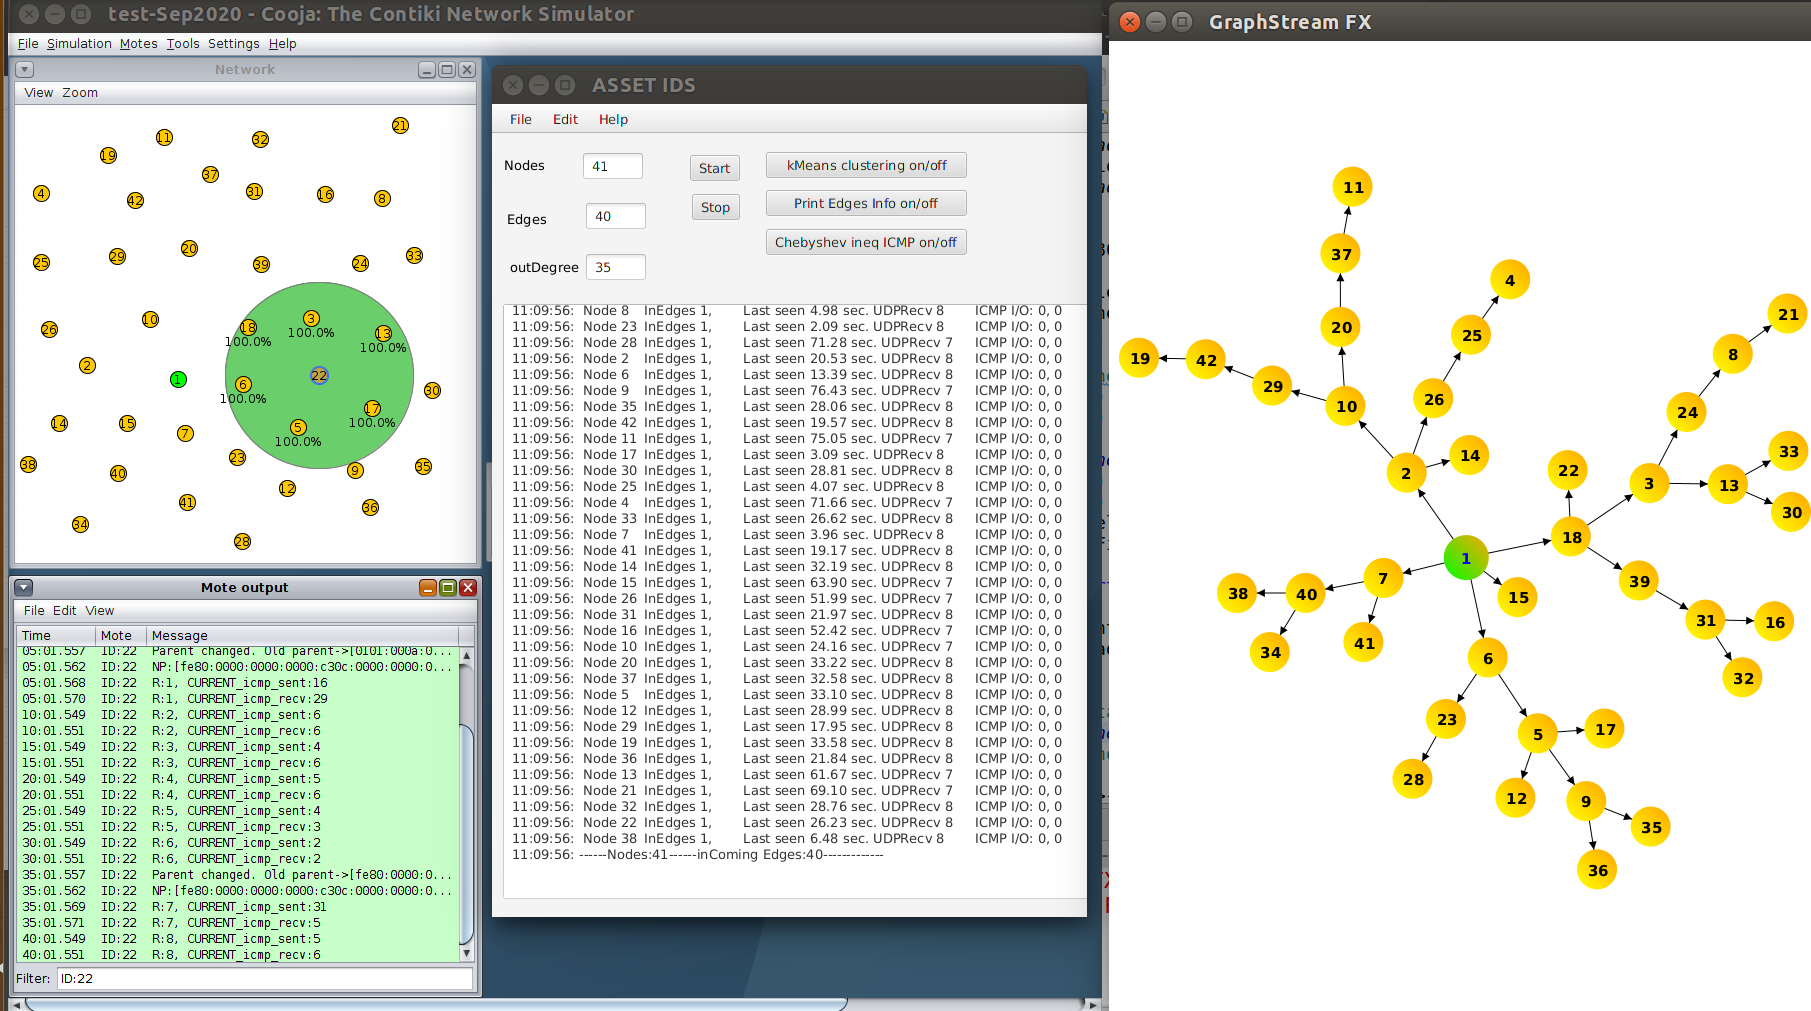 test-Sep2020 - Cooja: The Contiki Network Simulator
File Simulation Motes Tools Settings Help
Network
View Zoom
21
11
32
19
37
4
42
31
16
8
25
29
20
39
24
33
26
10
18
100.0%
3
100.0%
13
100.0%
2
1
6
100.0%
22
30
17
100.0%
14
15
7
5
100.0%
23
38
40
9
35
12
41
36
34
28
Mote output
File Edit View
Time Mote Message
05:01.557 ID:22 Parent changed. Old parent->[0101:000a:0...
05:01.562 ID:22 NP:[fe80:0000:0000:0000:c30c:0000:0000:0...
05:01.568 ID:22 R:1, CURRENT_icmp_sent:16
05:01.570 ID:22 R:1, CURRENT_icmp_recv:29
10:01.549 ID:22 R:2, CURRENT_icmp_sent:6
10:01.551 ID:22 R:2, CURRENT_icmp_recv:6
15:01.549 ID:22 R:3, CURRENT_icmp_sent:4
15:01.551 ID:22 R:3, CURRENT_icmp_recv:6
20:01.549 ID:22 R:4, CURRENT_icmp_sent:5
20:01.551 ID:22 R:4, CURRENT_icmp_recv:6
25:01.549 ID:22 R:5, CURRENT_icmp_sent:4
25:01.551 ID:22 R:5, CURRENT_icmp_recv:3
30:01.549 ID:22 R:6, CURRENT_icmp_sent:2
30:01.551 ID:22 R:6, CURRENT_icmp_recv:2
35:01.557 ID:22 Parent changed. Old parent->[fe80:0000:0...
35:01.562 ID:22 NP:[fe80:0000:0000:0000:c30c:0000:0000:0...
35:01.569 ID:22 R:7, CURRENT_icmp_sent:31
35:01.571 ID:22 R:7, CURRENT_icmp_recv:5
40:01.549 ID:22 R:8, CURRENT_icmp_sent:5
40:01.551 ID:22 R:8, CURRENT_icmp_recv:6
Filter: ID:22
ASSET IDS
File Edit Help
Nodes 41 Start kMeans clustering on/off
Edges 40 Stop Print Edges Info on/off
Chebyshev ineq ICMP on/off
outDegree 35
11:09:56: Node 8 InEdges 1, Last seen 4.98 sec. UDPRecv 8 ICMP I/O: 0, 0
11:09:56: Node 23 InEdges 1, Last seen 2.09 sec. UDPRecv 8 ICMP I/O: 0, 0
11:09:56: Node 28 InEdges 1, Last seen 71.28 sec. UDPRecv 7 ICMP I/O: 0, 0
11:09:56: Node 2 InEdges 1, Last seen 20.53 sec. UDPRecv 8 ICMP I/O: 0, 0
11:09:56: Node 6 InEdges 1, Last seen 13.39 sec. UDPRecv 8 ICMP I/O: 0, 0
11:09:56: Node 9 InEdges 1, Last seen 76.43 sec. UDPRecv 7 ICMP I/O: 0, 0
11:09:56: Node 35 InEdges 1, Last seen 28.06 sec. UDPRecv 8 ICMP I/O: 0, 0
11:09:56: Node 42 InEdges 1, Last seen 19.57 sec. UDPRecv 8 ICMP I/O: 0, 0
11:09:56: Node 11 InEdges 1, Last seen 75.05 sec. UDPRecv 7 ICMP I/O: 0, 0
11:09:56: Node 17 InEdges 1, Last seen 3.09 sec. UDPRecv 8 ICMP I/O: 0, 0
11:09:56: Node 30 InEdges 1, Last seen 28.81 sec. UDPRecv 8 ICMP I/O: 0, 0
11:09:56: Node 25 InEdges 1, Last seen 4.07 sec. UDPRecv 8 ICMP I/O: 0, 0
11:09:56: Node 4 InEdges 1, Last seen 71.66 sec. UDPRecv 7 ICMP I/O: 0, 0
11:09:56: Node 33 InEdges 1, Last seen 26.62 sec. UDPRecv 8 ICMP I/O: 0, 0
11:09:56: Node 7 InEdges 1, Last seen 3.96 sec. UDPRecv 8 ICMP I/O: 0, 0
11:09:56: Node 41 InEdges 1, Last seen 19.17 sec. UDPRecv 8 ICMP I/O: 0, 0
11:09:56: Node 14 InEdges 1, Last seen 32.19 sec. UDPRecv 8 ICMP I/O: 0, 0
11:09:56: Node 15 InEdges 1, Last seen 63.90 sec. UDPRecv 7 ICMP I/O: 0, 0
11:09:56: Node 26 InEdges 1, Last seen 51.99 sec. UDPRecv 7 ICMP I/O: 0, 0
11:09:56: Node 31 InEdges 1, Last seen 21.97 sec. UDPRecv 8 ICMP I/O: 0, 0
11:09:56: Node 16 InEdges 1, Last seen 52.42 sec. UDPRecv 7 ICMP I/O: 0, 0
11:09:56: Node 10 InEdges 1, Last seen 24.16 sec. UDPRecv 8 ICMP I/O: 0, 0
11:09:56: Node 20 InEdges 1, Last seen 33.22 sec. UDPRecv 8 ICMP I/O: 0, 0
11:09:56: Node 37 InEdges 1, Last seen 32.58 sec. UDPRecv 8 ICMP I/O: 0, 0
11:09:56: Node 5 InEdges 1, Last seen 33.10 sec. UDPRecv 8 ICMP I/O: 0, 0
11:09:56: Node 12 InEdges 1, Last seen 28.99 sec. UDPRecv 8 ICMP I/O: 0, 0
11:09:56: Node 29 InEdges 1, Last seen 17.95 sec. UDPRecv 8 ICMP I/O: 0, 0
11:09:56: Node 19 InEdges 1, Last seen 33.58 sec. UDPRecv 8 ICMP I/O: 0, 0
11:09:56: Node 36 InEdges 1, Last seen 21.84 sec. UDPRecv 8 ICMP I/O: 0, 0
11:09:56: Node 13 InEdges 1, Last seen 61.67 sec. UDPRecv 7 ICMP I/O: 0, 0
11:09:56: Node 21 InEdges 1, Last seen 69.10 sec. UDPRecv 7 ICMP I/O: 0, 0
11:09:56: Node 32 InEdges 1, Last seen 28.76 sec. UDPRecv 8 ICMP I/O: 0, 0
11:09:56: Node 22 InEdges 1, Last seen 26.23 sec. UDPRecv 8 ICMP I/O: 0, 0
11:09:56: Node 38 InEdges 1, Last seen 6.48 sec. UDPRecv 8 ICMP I/O: 0, 0
11:09:56: ------Nodes:41------inComing Edges:40-------------
GraphStream FX
11
37
4
20
25
21
8
19
42
29
10
26
24
2
14
22
3
33
13
30
18
1
7
15
39
38
40
31
16
34
41
6
32
23
5
17
28
12
9
35
36